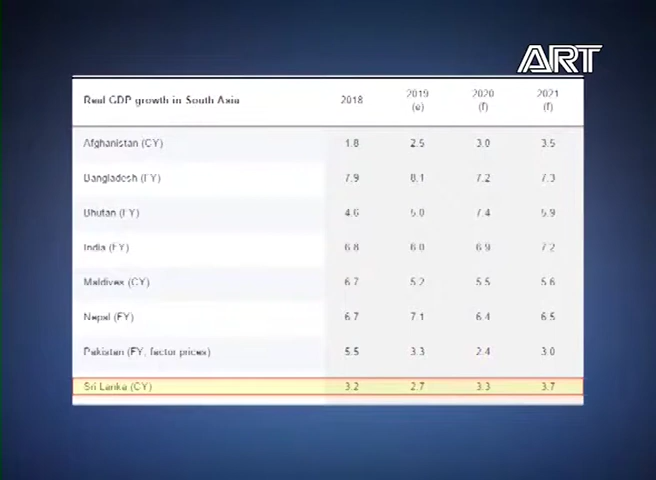 ART
Real GDP growth in South Asia 2018 2019 (e) 2020 (f) 2021 (f)
Afghanistan (CY) 1.8 2.5 3.0 3.5
Bangladesh (FY) 7.9 8.1 7.2 7.3
Bhutan (FY) 4.6 5.0 7.4 5.9
India (FY) 6.8 6.0 6.9 7.2
Maldives (CY) 6.7 5.2 5.5 5.6
Nepal (FY) 6.7 7.1 6.4 6.5
Pakistan (FY, factor prices) 5.5 3.3 2.4 3.0
Sri Lanka (CY) 3.2 2.7 3.3 3.7